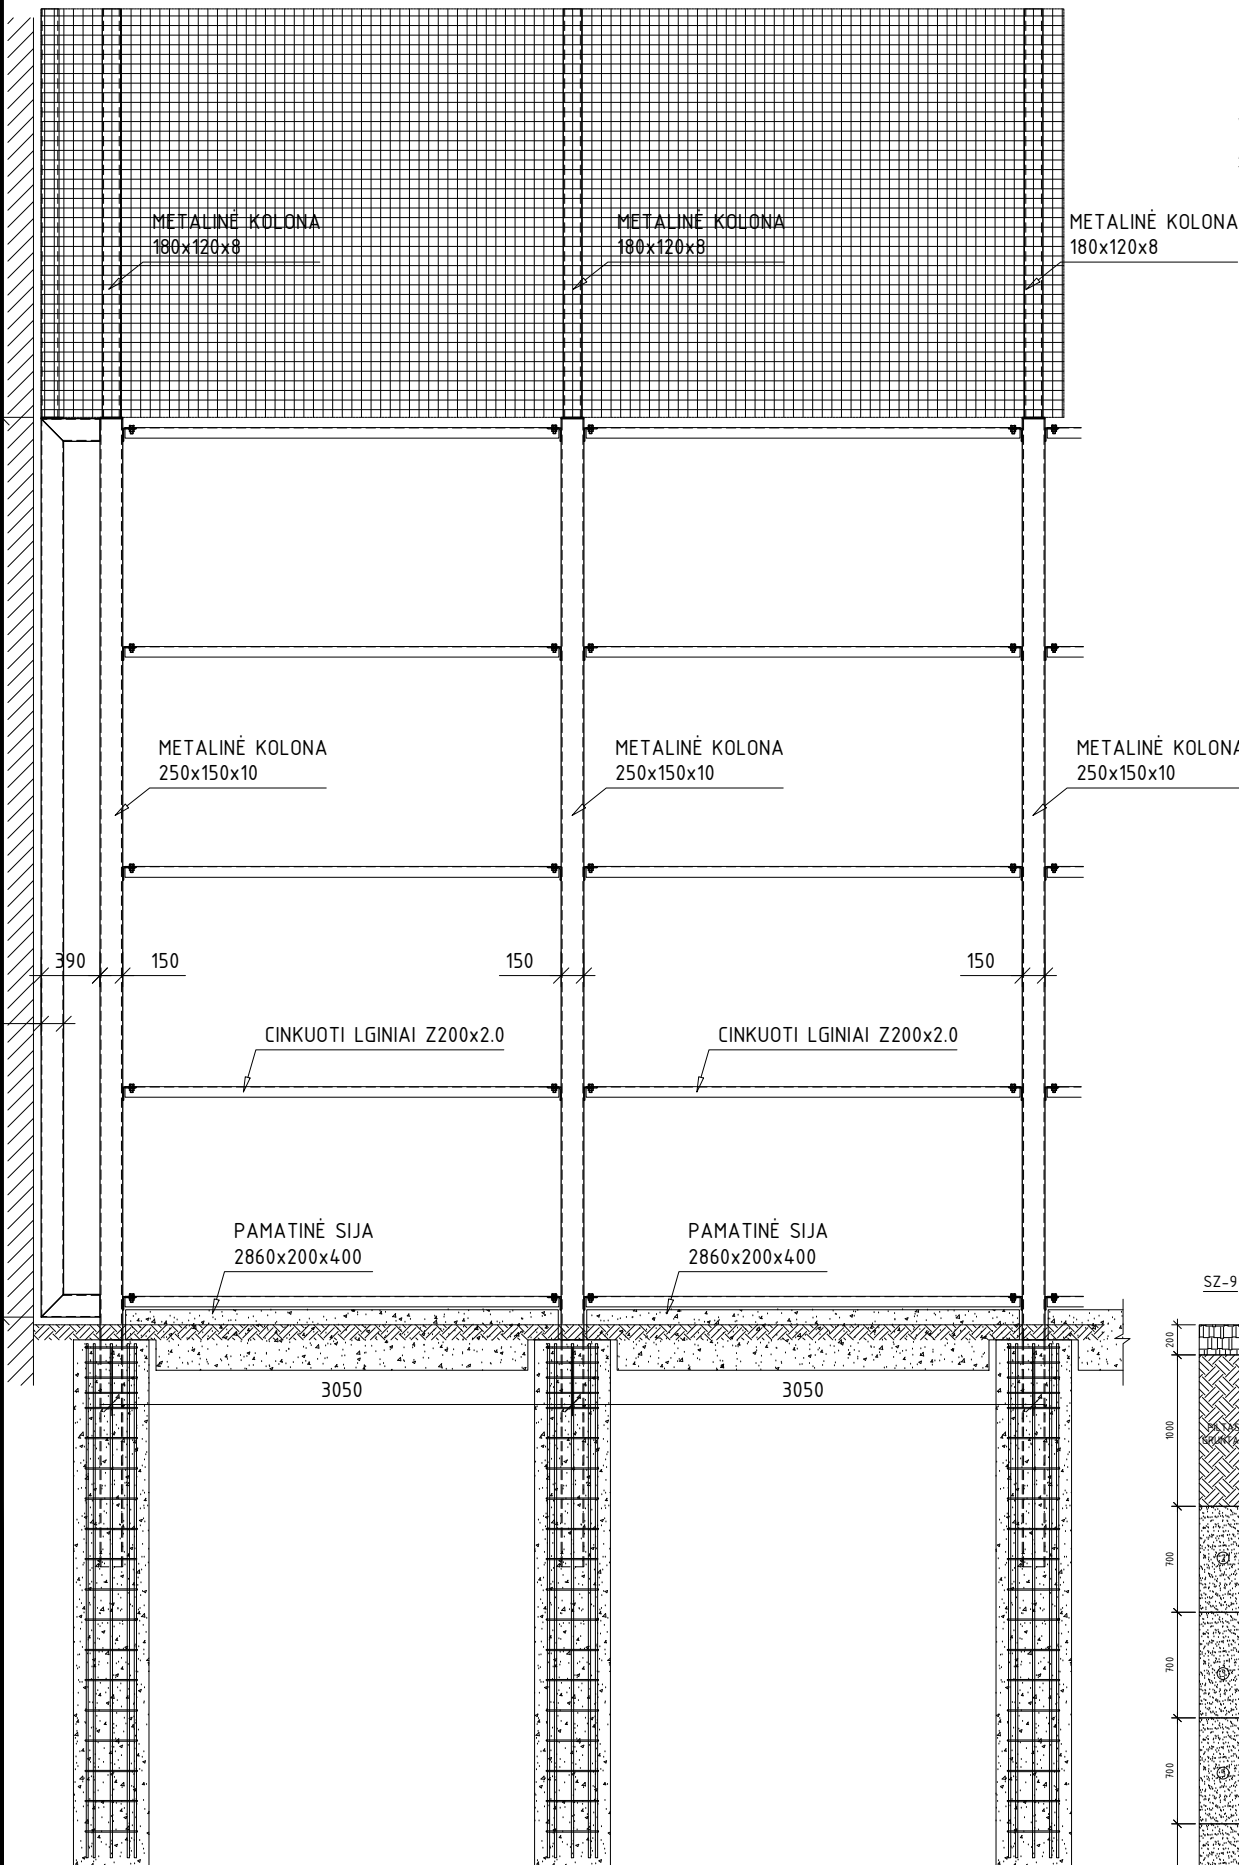 METALINĖ KOLONA
180x120x8
METALINĖ KOLONA
180x120x8
METALINĖ KOLONA
180x120x8
METALINĖ KOLONA
250x150x10
METALINĖ KOLONA
250x150x10
METALINĖ KOLONA
250x150x10
390
150
150
150
CINKUOTI LGINIAI Z200x2.0
CINKUOTI LGINIAI Z200x2.0
PAMATINĖ SIJA
2860x200x400
PAMATINĖ SIJA
2860x200x400
SZ-9
200
3050
3050
1000
700
700
700